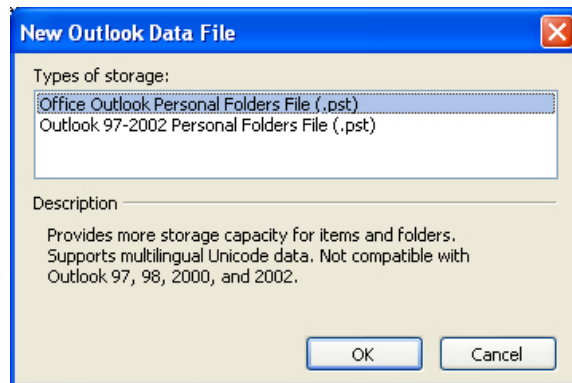 New Outlook Data File
Types of storage:
Office Outlook Personal Folders File (.pst)
Outlook 97-2002 Personal Folders File (.pst)
Description
Provides more storage capacity for items and folders.
Supports multilingual Unicode data. Not compatible with
Outlook 97, 98, 2000, and 2002.
OK Cancel